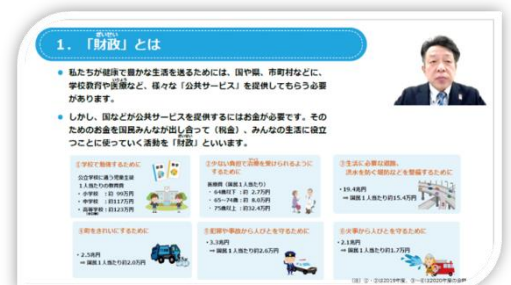 1．「財政」とは
ざいせい
● 私たちが健康で豊かな生活を送るためには、国や県、市町村などに、
学校教育や医療など、様々な「公共サービス」を提供してもらう必要
があります。
● しかし、国などが公共サービスを提供するにはお金が必要です。その
ためのお金を国民みんなが出し合って（税金）、みんなの生活に役立
つことに使っていく活動を「財政」といいます。
①学校で勉強するために
公立学校に通う児童生徒
1人当たりの教育費
・小学校 ：約 99万円
・中学校 ：約117万円
・高等学校：約123万円
②少ない負担で治療を受けられるように
するために
医療費（国民1人当たり）
・64歳以下 ：約 2.7万円
・65～74歳：約 8.0万円
・75歳以上 ：約32.4万円
③生活に必要な道路、
洪水を防ぐ堤防などを整備するために
・19.4兆円
⇒ 国民1人当たり約15.4万円
④町をきれいにするために
・2.5兆円
⇒ 国民1人当たり約2.0万円
⑤犯罪や事故から人びとを守るために
・3.3兆円
⇒ 国民1人当たり約2.6万円
⑥火事から人びとを守るために
・2.1兆円
⇒ 国民1人当たり約1.7万円